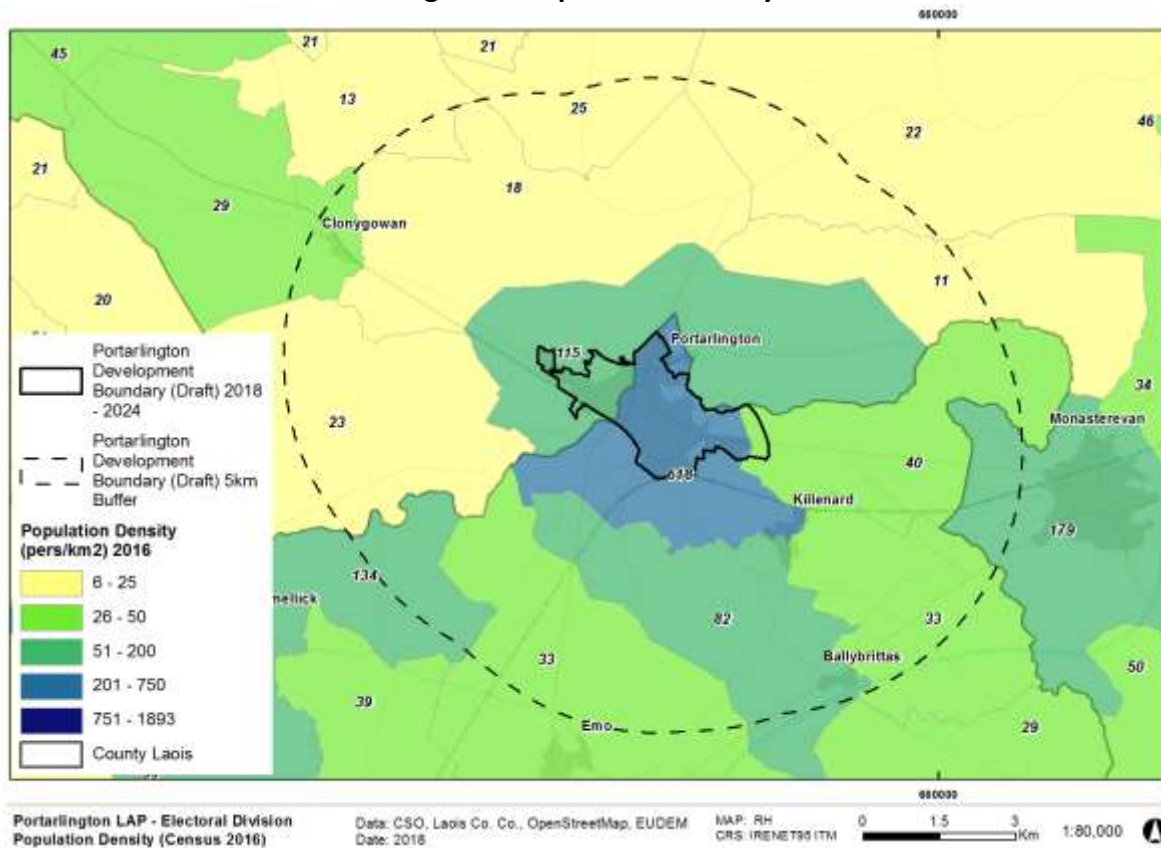 660000
45
21
21
13
25
22
46
21
29
18
Clonygowan
20
11
Portarlington
115
34
Monasterevan
23
40
618
Killenard
179
134
mellick
82
33
33
Ballybrittas
50
39
Emo
29
Portarlington
Development
Boundary (Draft) 2018
- 2024
Portarlington
Development
Boundary (Draft) 5km
Buffer
Population Density
(pers/km2) 2016
6 - 25
26 - 50
51 - 200
201 - 750
751 - 1893
County Laois
660000
Portarlington LAP - Electoral Division
Population Density (Census 2016)
Data: CSO, Laois Co. Co., OpenStreetMap, EUDEM
Date: 2018
MAP: RH
CRS: IRENET95 ITM
0 1.5 3
Km
1:80,000